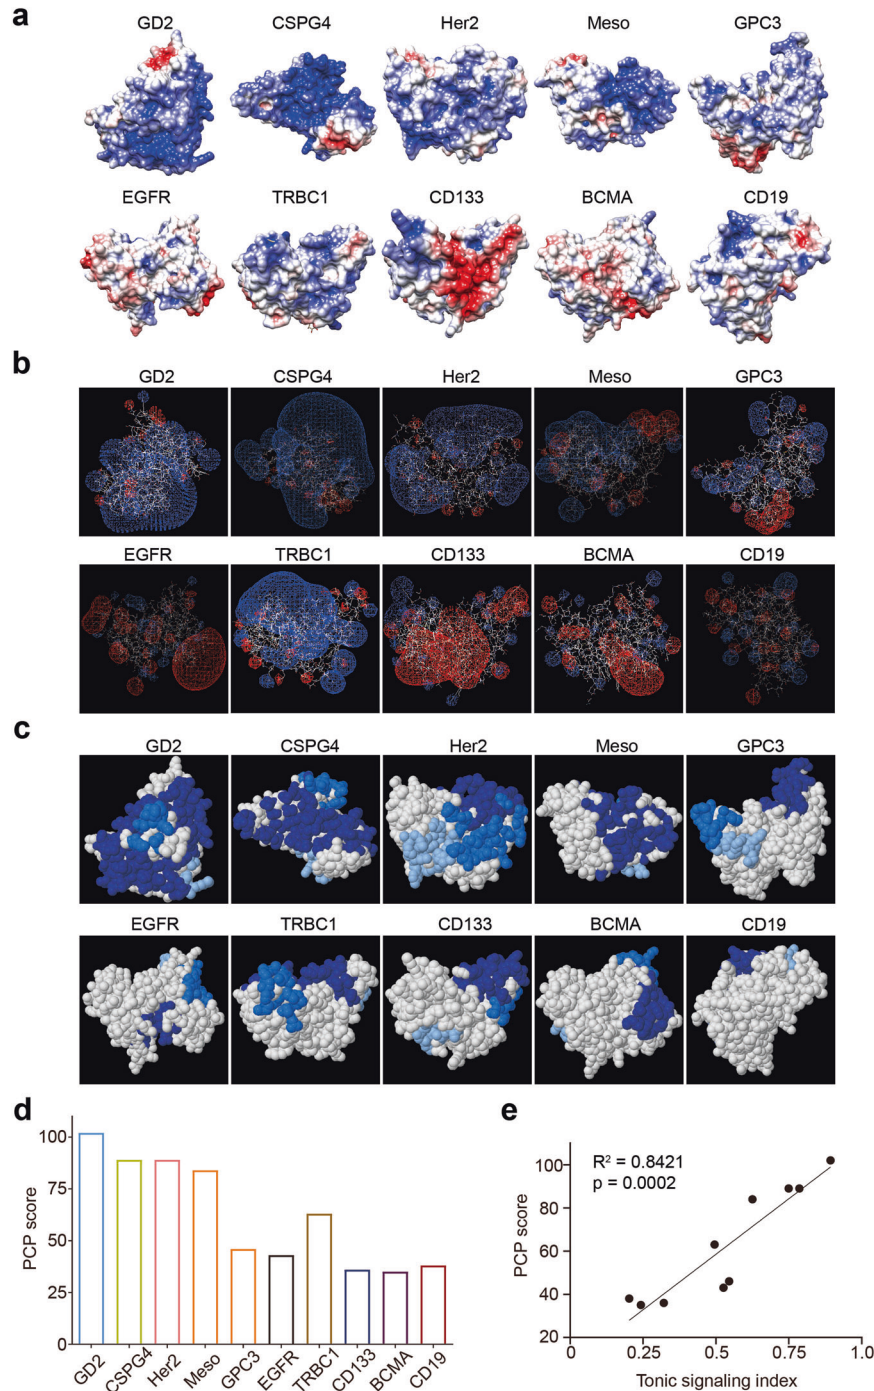 a
GD2 CSPG4 Her2 Meso GPC3
EGFR TRBC1 CD133 BCMA CD19
b
GD2 CSPG4 Her2 Meso GPC3
EGFR TRBC1 CD133 BCMA CD19
c
GD2 CSPG4 Her2 Meso GPC3
EGFR TRBC1 CD133 BCMA CD19
d
PCP score
100
75
50
25
0
GD2 CSPG4 Her2 Meso GPC3 EGFR TRBC1 CD133 BCMA CD19
e
R² = 0.8421
p = 0.0002
PCP score
100
80
60
40
20
0 0.25 0.5 0.75 1.0
Tonic signaling index